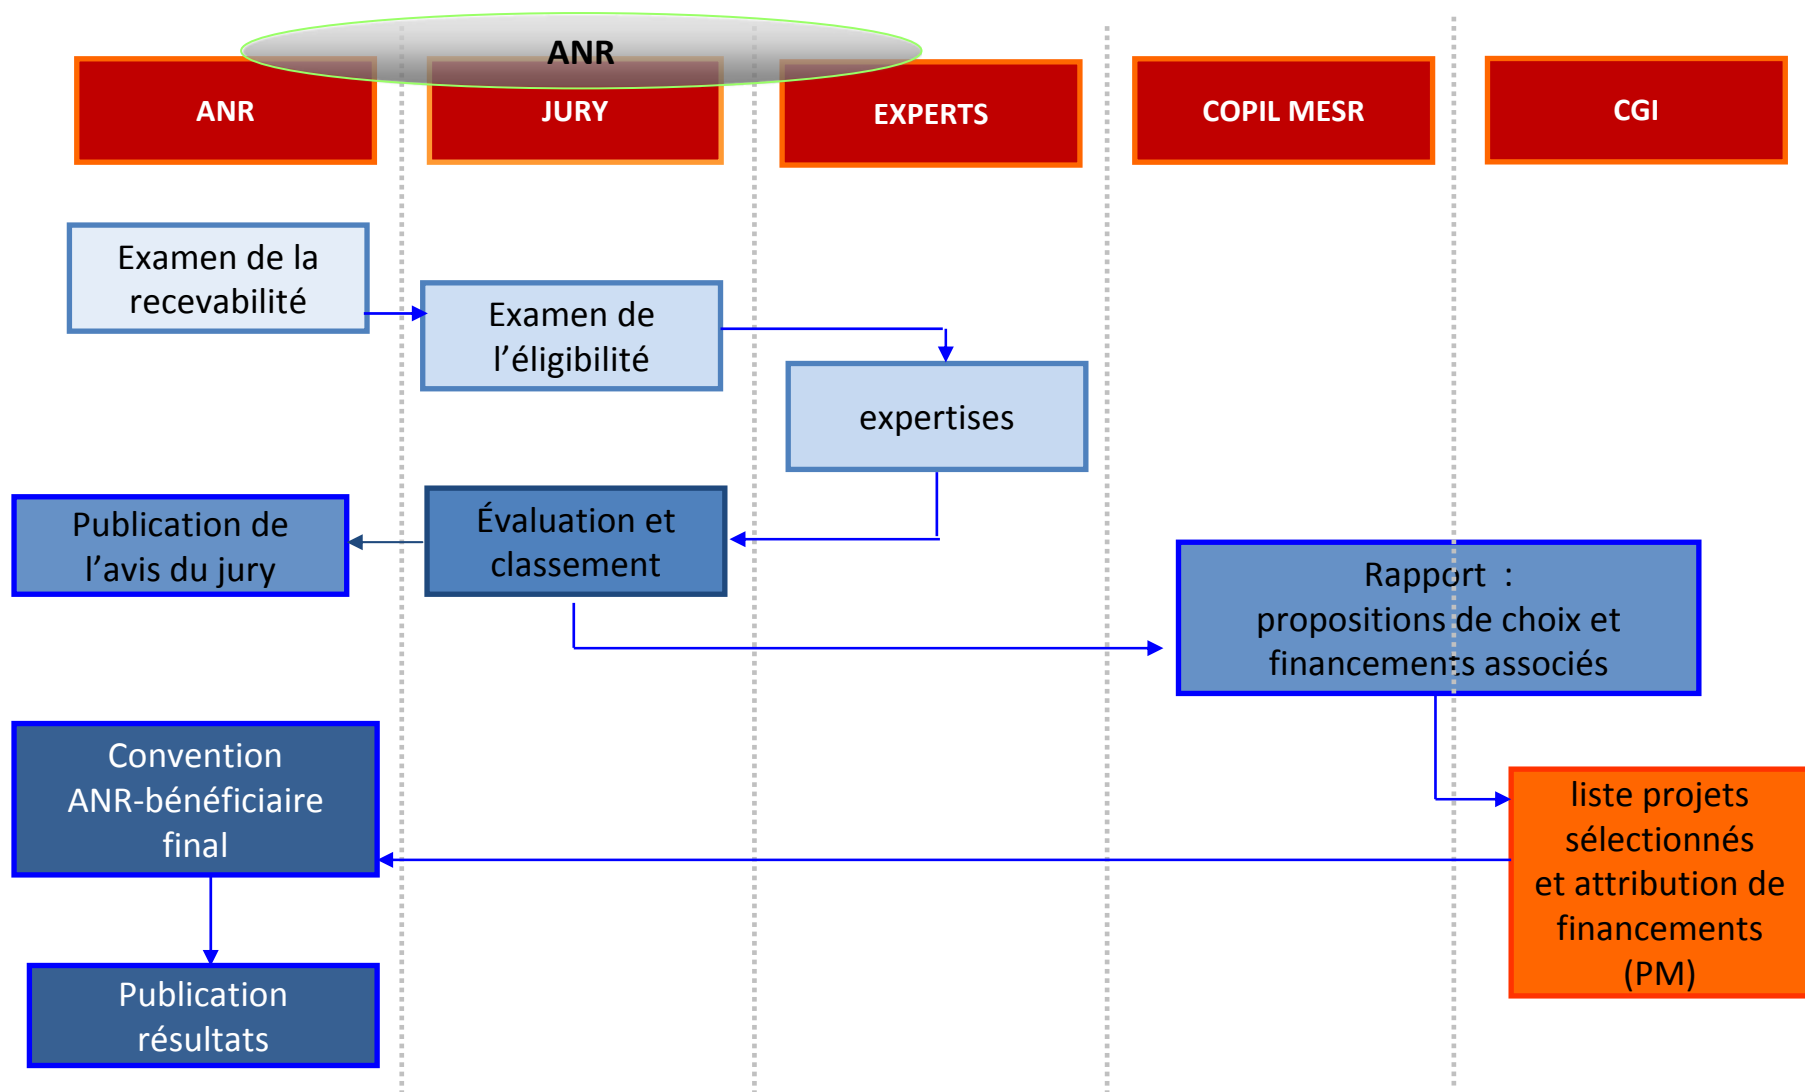 ANR
ANR
JURY
EXPERTS
COPIL MESR
CGI
Examen de la
recevabilité
Examen de
l’éligibilité
expertises
Publication de
l’avis du jury
Évaluation et
classement
Rapport :
propositions de choix et
financements associés
Convention
ANR-bénéficiaire
final
liste projets
sélectionnés
et attribution de
financements
(PM)
Publication
résultats